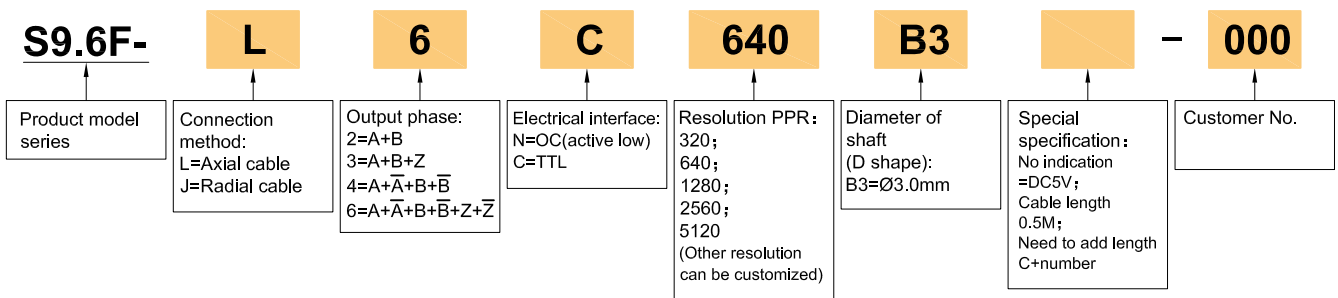 S9.6F- L 6 C 640 B3 - 000
Product model
series
Connection
method:
L=Axial cable
J=Radial cable
Output phase:
2=A+B
3=A+B+Z
4=A+A̅+B+B̅
6=A+A̅+B+B̅+Z+Z̅
Electrical interface:
N=OC(active low)
C=TTL
Resolution PPR:
320;
640;
1280;
2560;
5120
(Other resolution
can be customized)
Diameter of
shaft
(D shape):
B3=Ø3.0mm
Special
specification:
No indication
=DC5V;
Cable length
0.5M;
Need to add length
C+number
Customer No.